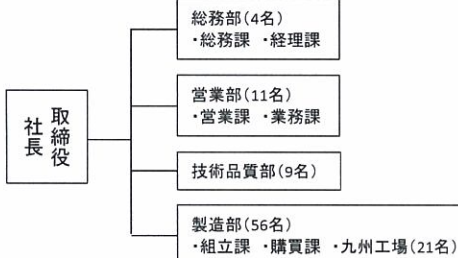 取締役
社長
総務部(4名)
・総務課 ・経理課
営業部(11名)
・営業課 ・業務課
技術品質部(9名)
製造部(56名)
・組立課 ・購買課 ・九州工場(21名)